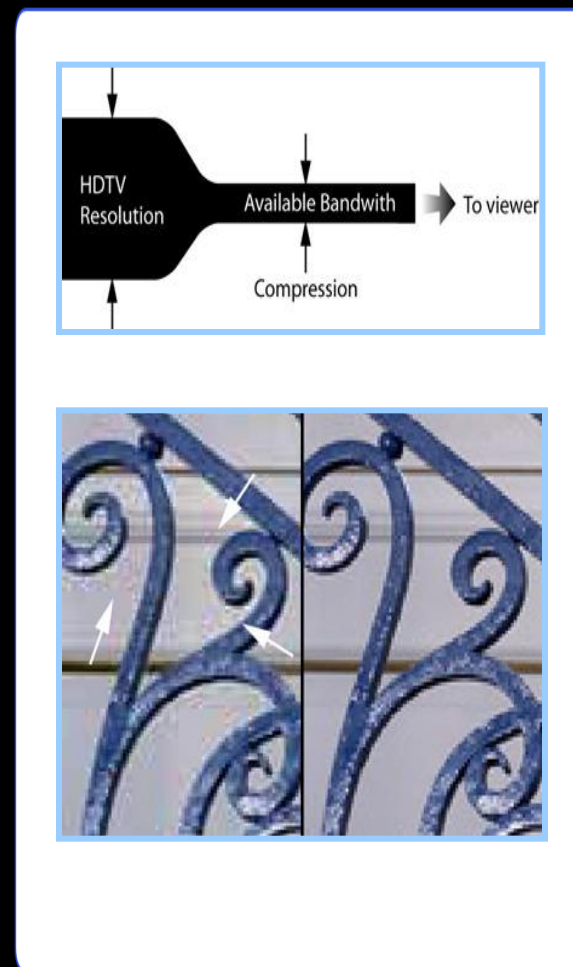 HDTV
Resolution
Available Bandwith
To viewer
Compression